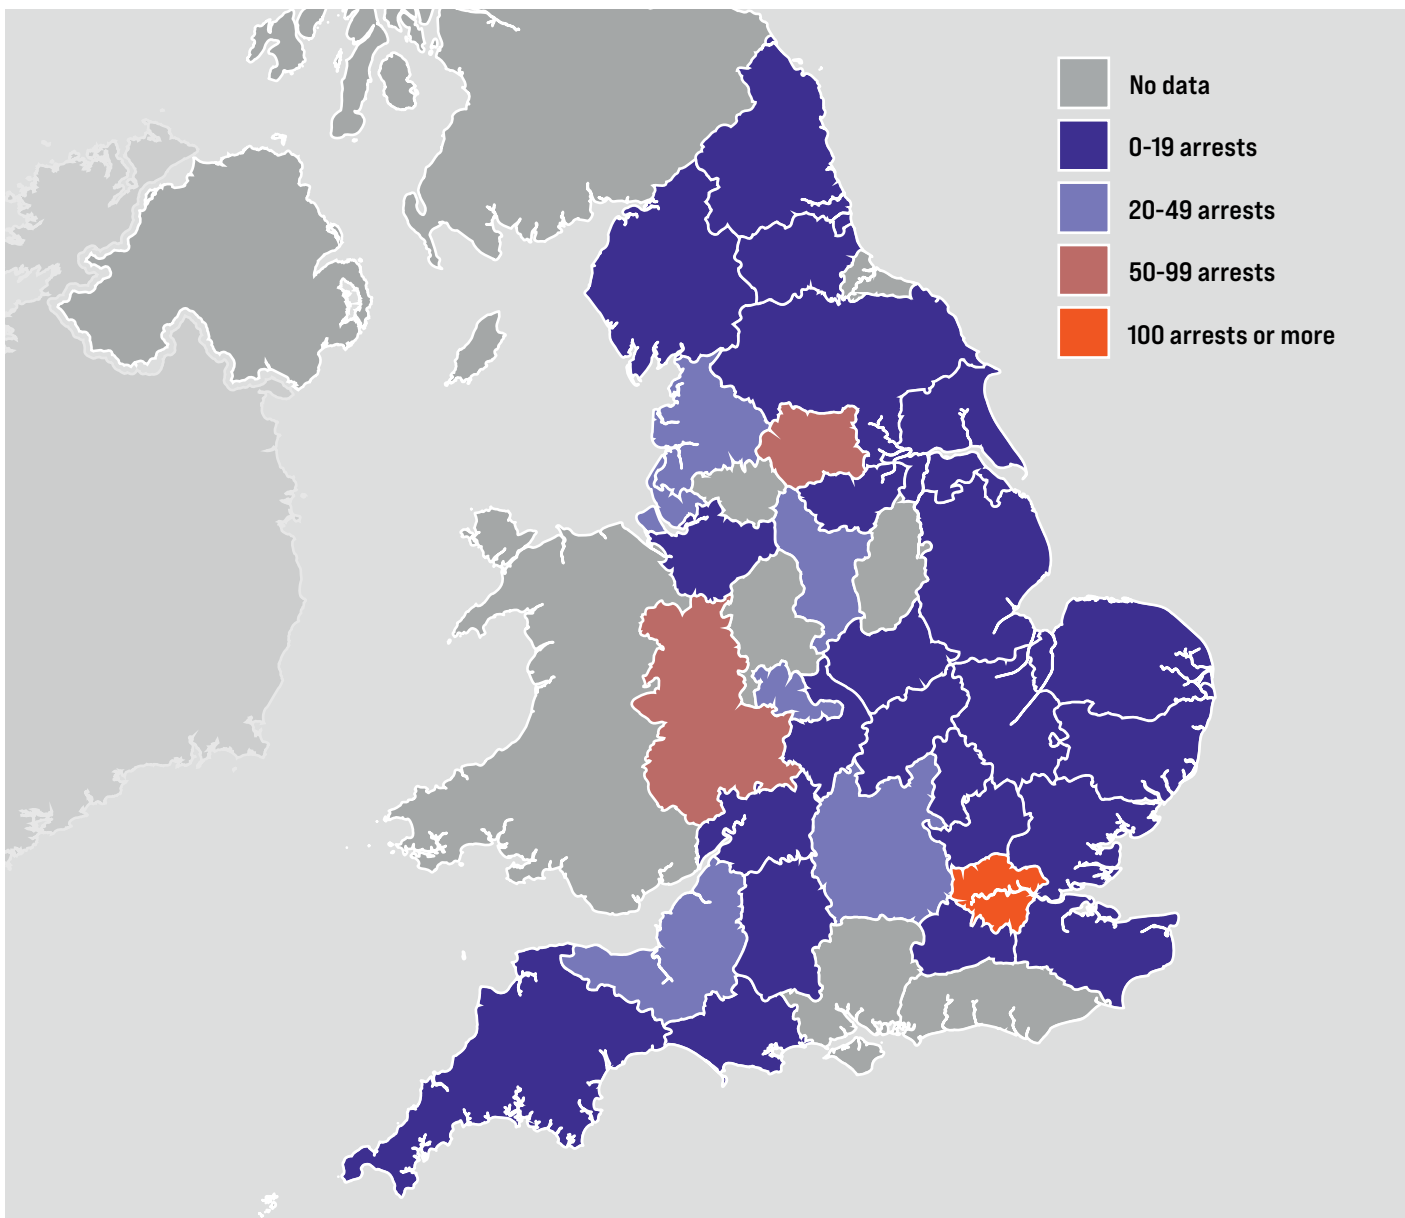 No data
0-19 arrests
20-49 arrests
50-99 arrests
100 arrests or more